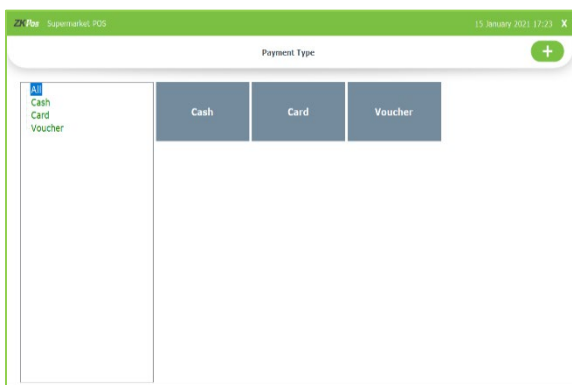 ZKPos Supermarket POS 15 January 2021 17:23 X
Payment Type +
All
Cash
Card
Voucher
Cash Card Voucher